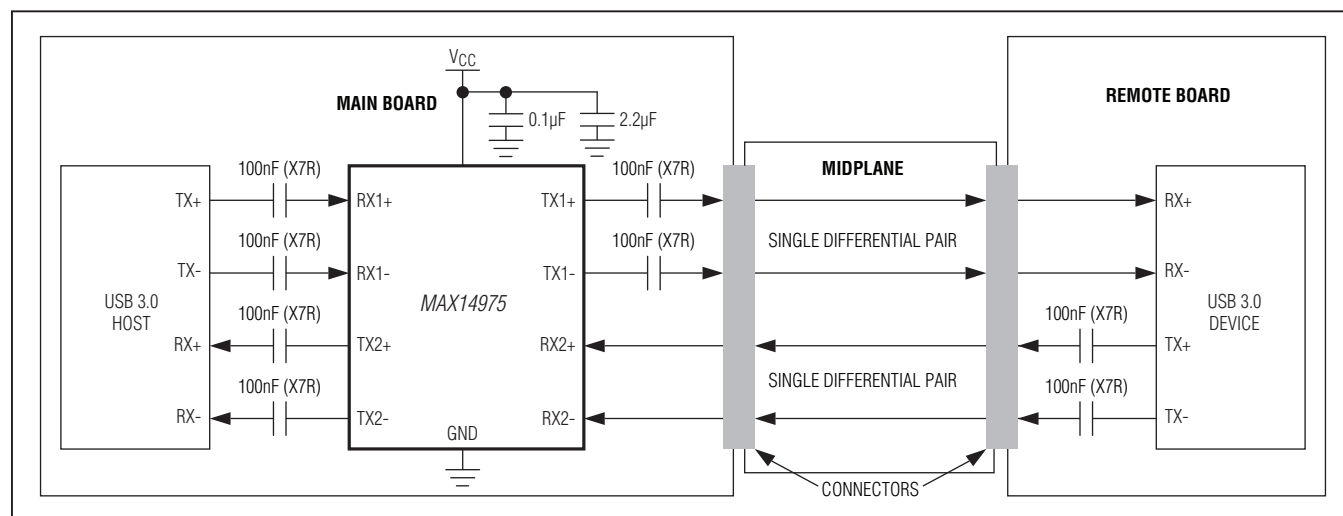 VCC
MAIN BOARD
0.1µF
2.2µF
REMOTE BOARD
MIDPLANE
100nF (X7R)
100nF (X7R)
TX+
RX1+
TX1+
RX+
100nF (X7R)
100nF (X7R)
SINGLE DIFFERENTIAL PAIR
TX-
RX1-
TX1-
RX-
USB 3.0
HOST
MAX14975
USB 3.0
DEVICE
100nF (X7R)
100nF (X7R)
RX+
TX2+
RX2+
TX+
100nF (X7R)
SINGLE DIFFERENTIAL PAIR
100nF (X7R)
RX-
TX2-
RX2-
TX-
GND
CONNECTORS